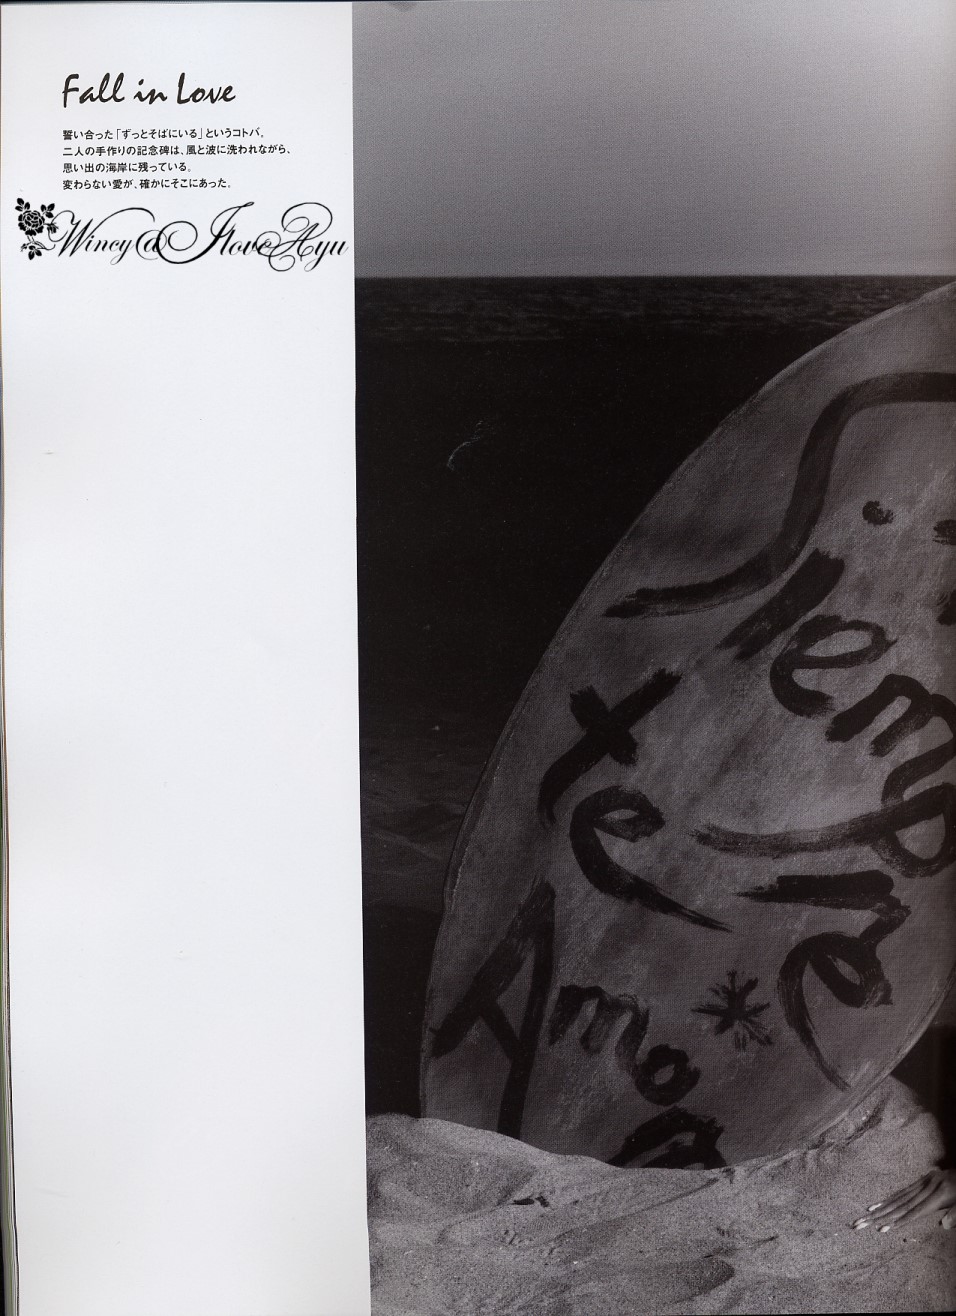 Fall in Love
誓い合った「ずっとそばにいる」というコトバ。
二人の手作りの記念碑は、風と波に洗われながら、
思い出の海岸に残っている。
変わらない愛が、確かにそこにあった。
Wincy@IloveAyu
te
Amo